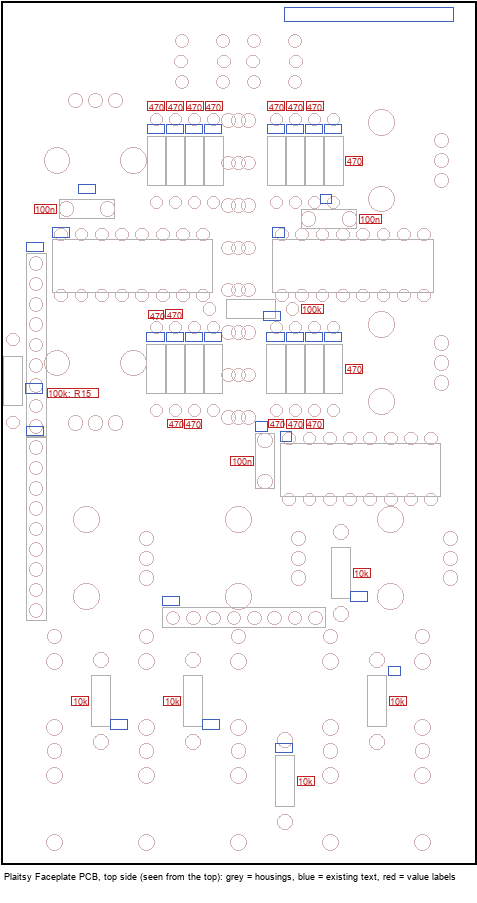 470 470 470 470 470 470 470
470
100n
100n
100k
470 470
470
100k: R15
470 470 470 470 470
100n
10k
10k 10k 10k
10k
Plaitsy Faceplate PCB, top side (seen from the top): grey = housings, blue = existing text, red = value labels